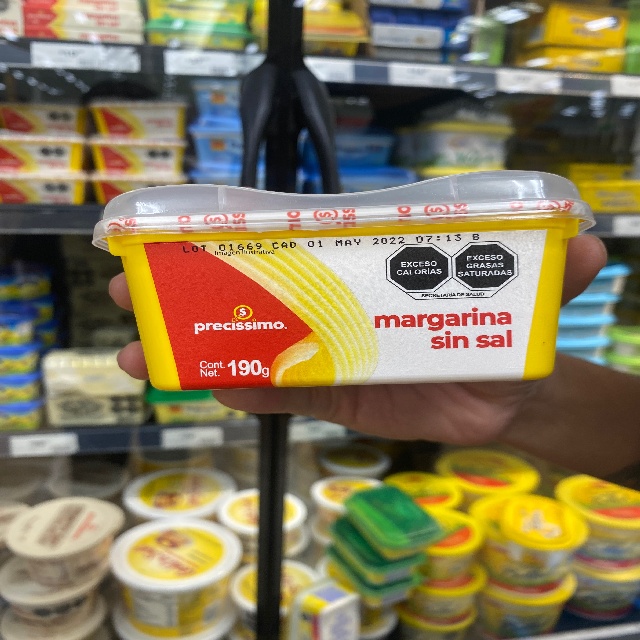 LOT 01669 CAD 01 MAY 2022 07:13 B
Imagen Ilustrativa
EXCESO
CALORÍAS
EXCESO
GRASAS
SATURADAS
SECRETARÍA DE SALUD
S
precissimo.
margarina
sin sal
Cont.
Net. 190g